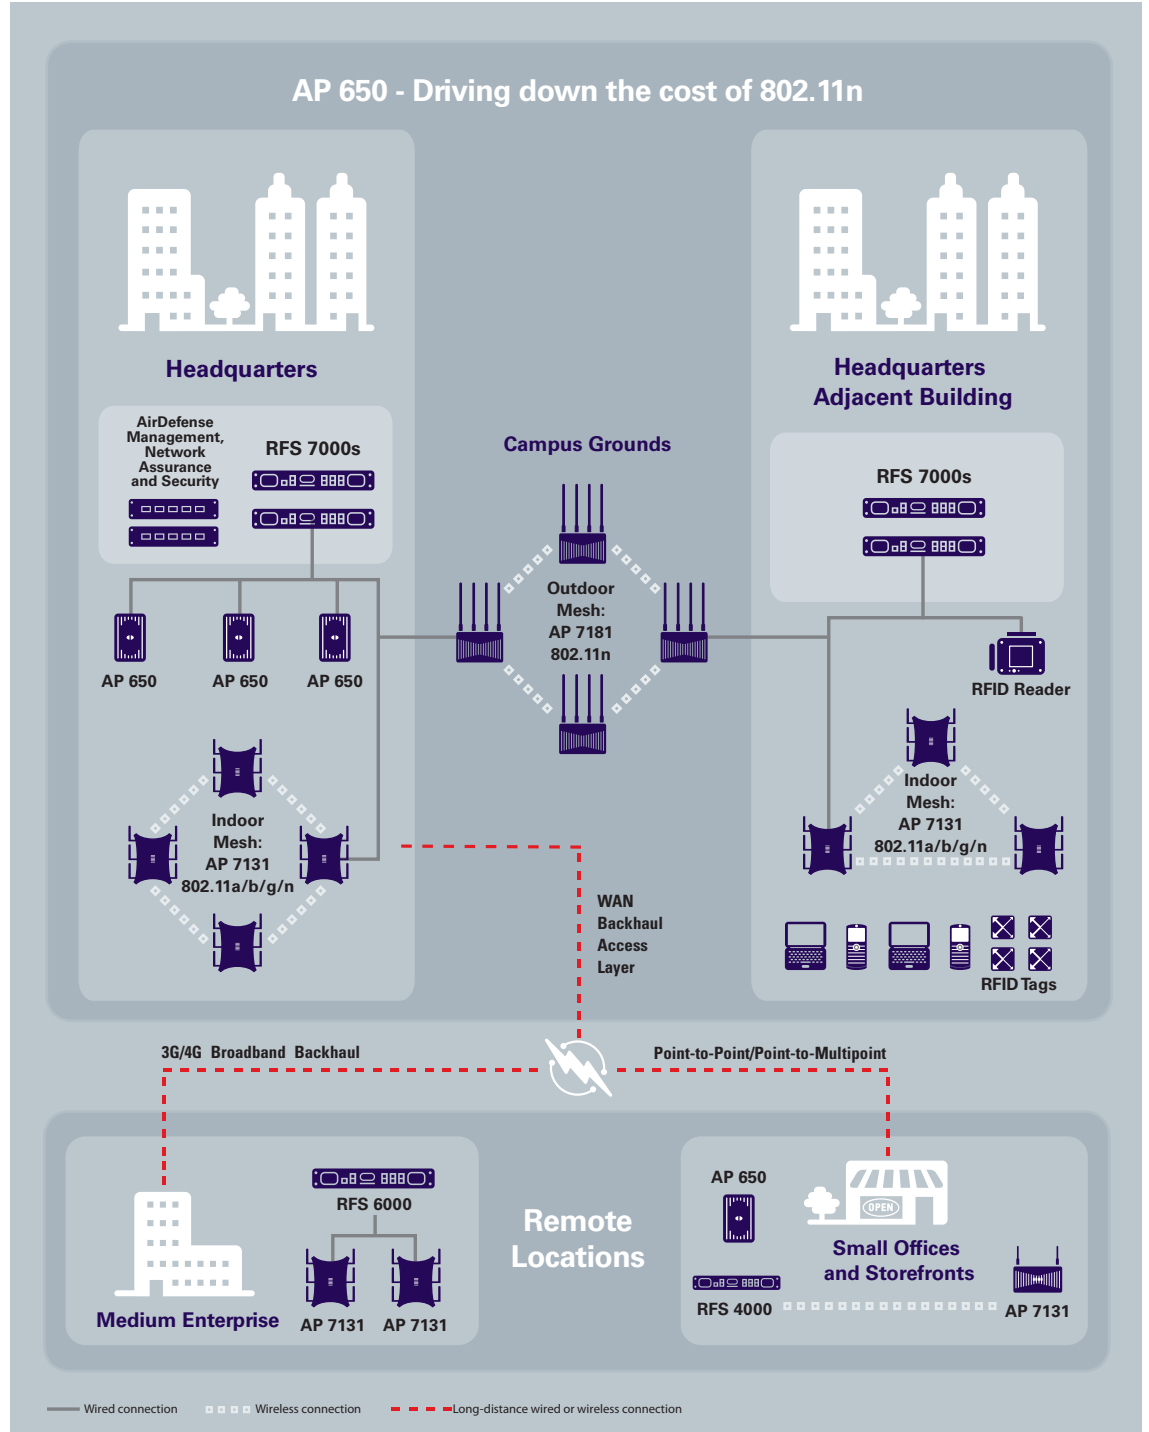 AP 650 - Driving down the cost of 802.11n
Headquarters
AirDefense
Management,
Network
Assurance
and Security
RFS 7000s
AP 650
AP 650
AP 650
Indoor
Mesh:
AP 7131
802.11a/b/g/n
Campus Grounds
Outdoor
Mesh:
AP 7181
802.11n
Headquarters
Adjacent Building
RFS 7000s
RFID Reader
Indoor
Mesh:
AP 7131
802.11a/b/g/n
RFID Tags
WAN
Backhaul
Access
Layer
3G/4G Broadband Backhaul
Point-to-Point/Point-to-Multipoint
RFS 6000
Medium Enterprise
AP 7131
AP 7131
Remote
Locations
AP 650
OPEN
Small Offices
and Storefronts
RFS 4000
AP 7131
Wired connection
Wireless connection
Long-distance wired or wireless connection